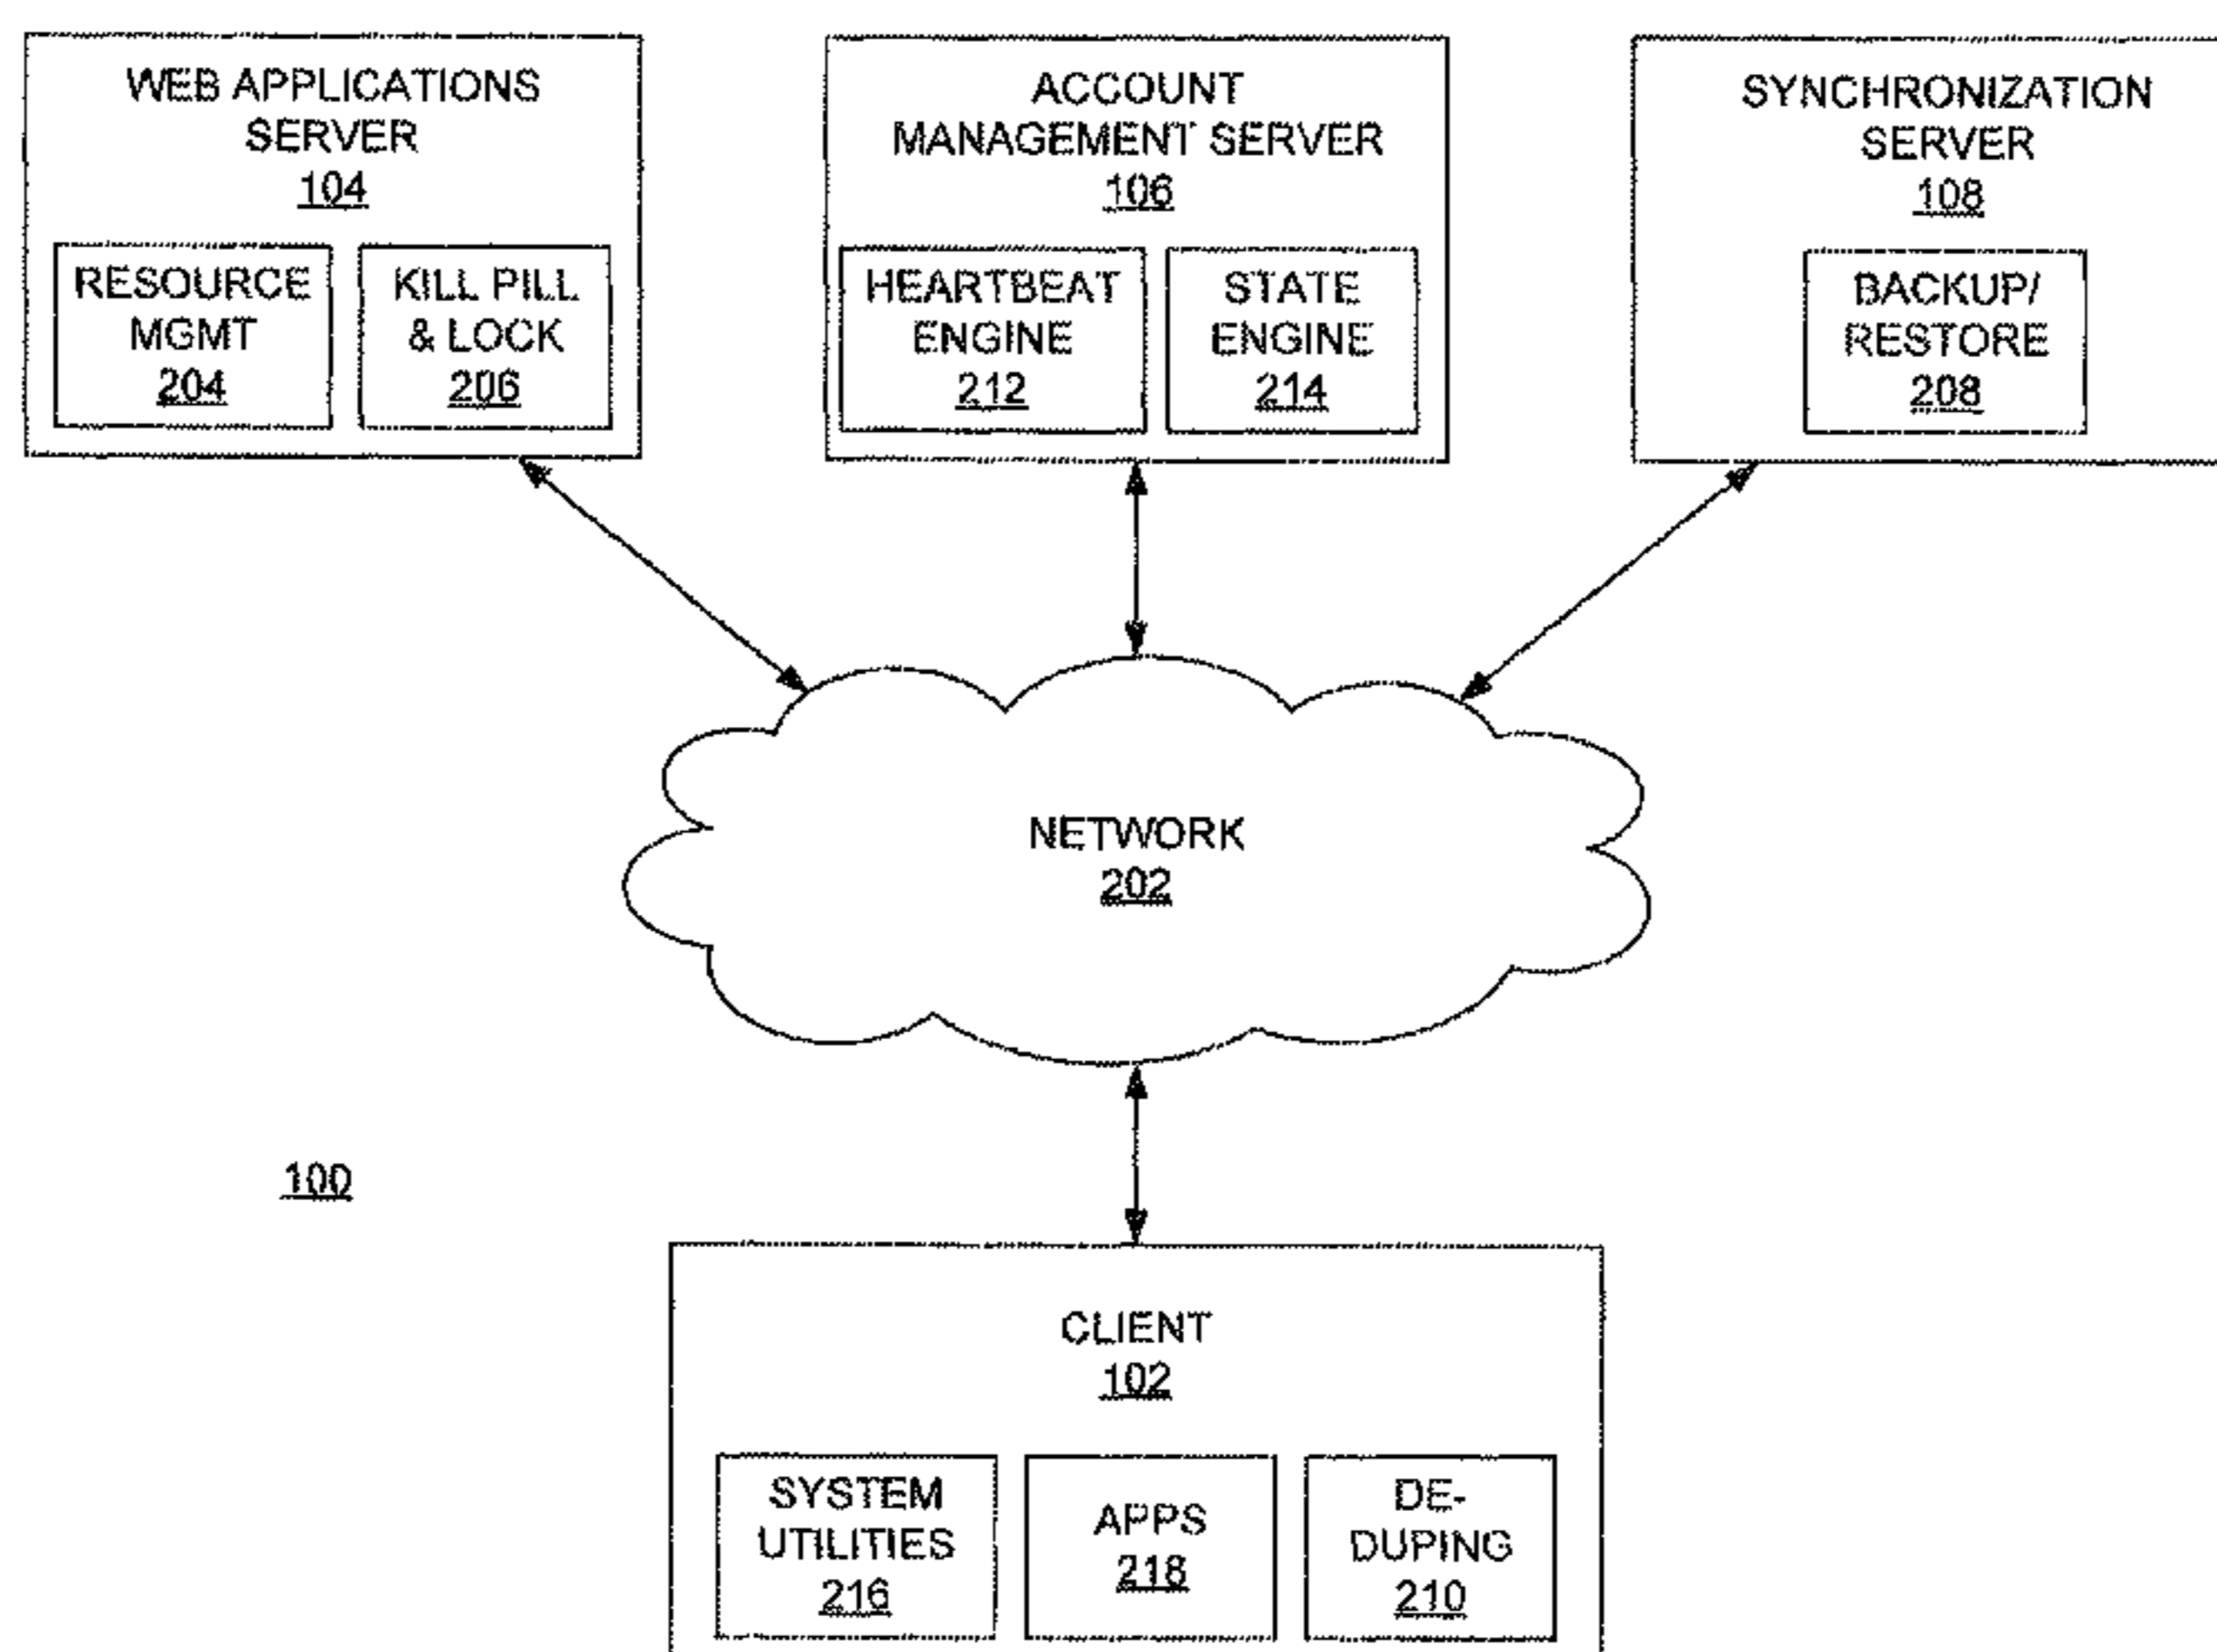 WEB APPLICATIONS
SERVER
104
RESOURCE
MGMT
204
KILL PILL
& LOCK
206
ACCOUNT
MANAGEMENT SERVER
106
HEARTBEAT
ENGINE
212
STATE
ENGINE
214
SYNCHRONIZATION
SERVER
108
BACKUP/
RESTORE
208
NETWORK
202
100
CLIENT
102
SYSTEM
UTILITIES
216
APPS
218
DE-
DUPING
210